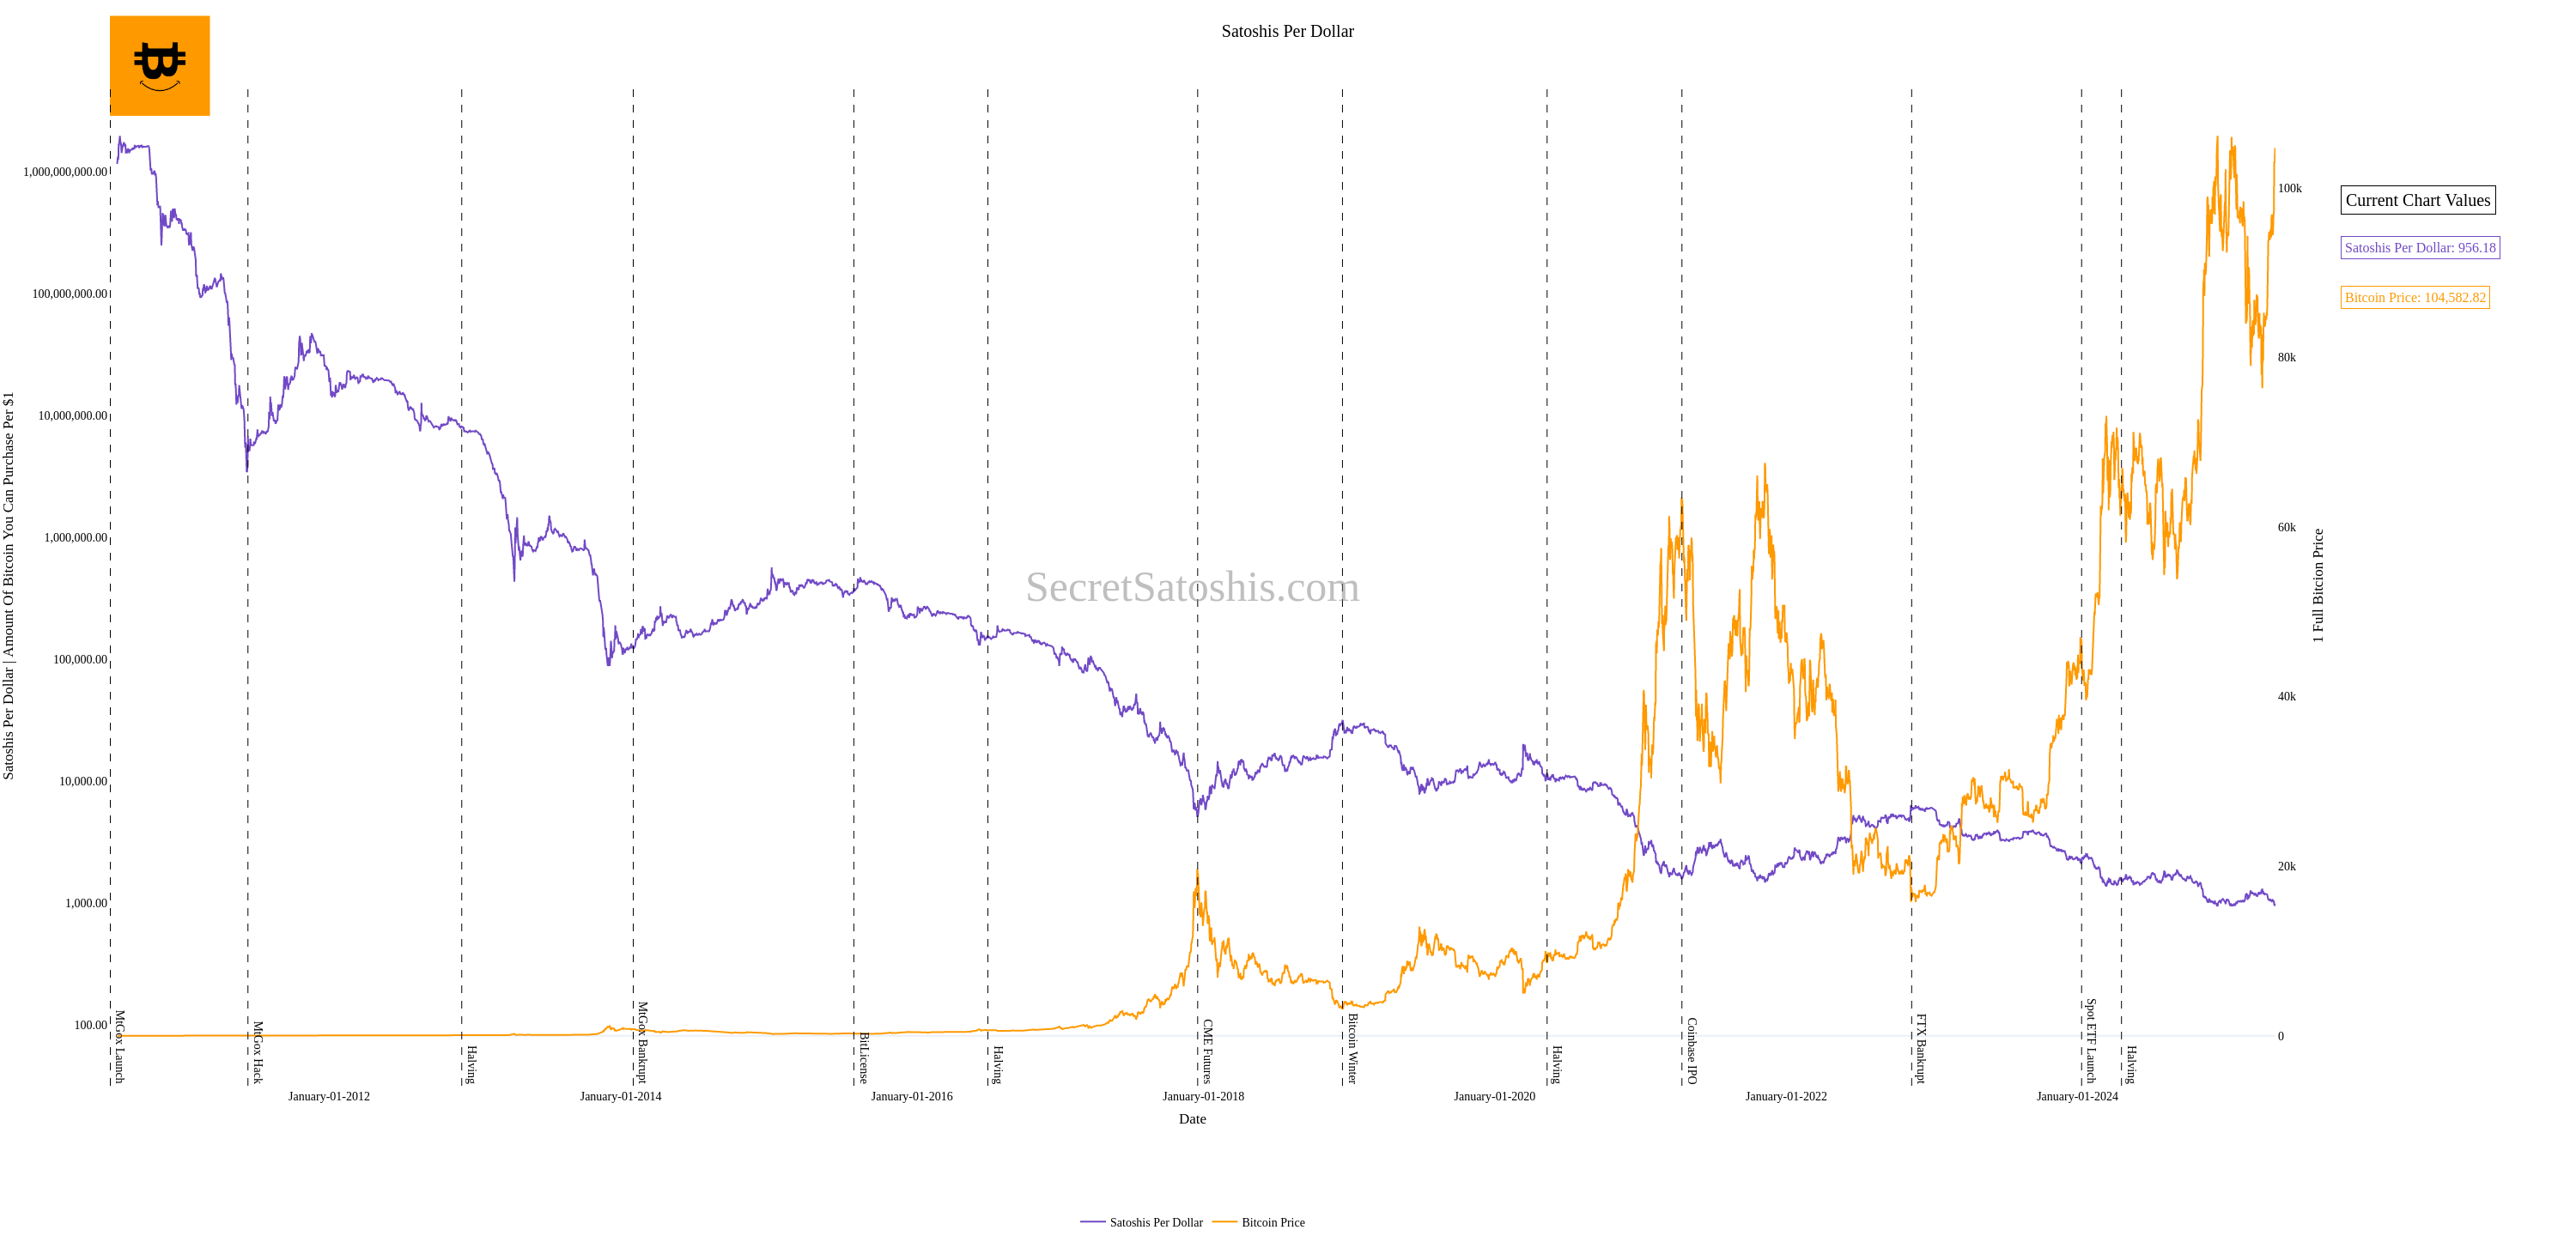 Satoshis Per Dollar
1,000,000,000.00
100,000,000.00
10,000,000.00
1,000,000.00
100,000.00
10,000.00
1,000.00
100.00
Satoshis Per Dollar | Amount Of Bitcoin You Can Purchase Per $1
SecretSatoshis.com
MtGox Launch
MtGox Hack
Halving
MtGox Bankrupt
BitLicense
Halving
CME Futures
Bitcoin Winter
Halving
Coinbase IPO
FTX Bankrupt
Spot ETF Launch
Halving
100k
80k
60k
40k
20k
0
1 Full Bitcion Price
Current Chart Values
Satoshis Per Dollar: 956.18
Bitcoin Price: 104,582.82
January-01-2012
January-01-2014
January-01-2016
January-01-2018
January-01-2020
January-01-2022
January-01-2024
Date
Satoshis Per Dollar
Bitcoin Price